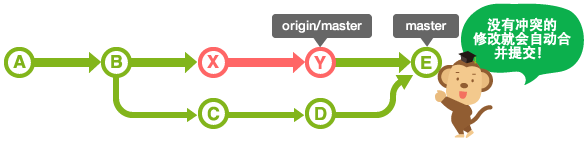 origin/master
master
没有冲突的
修改就会自动合
并提交!
A B X Y E
C D